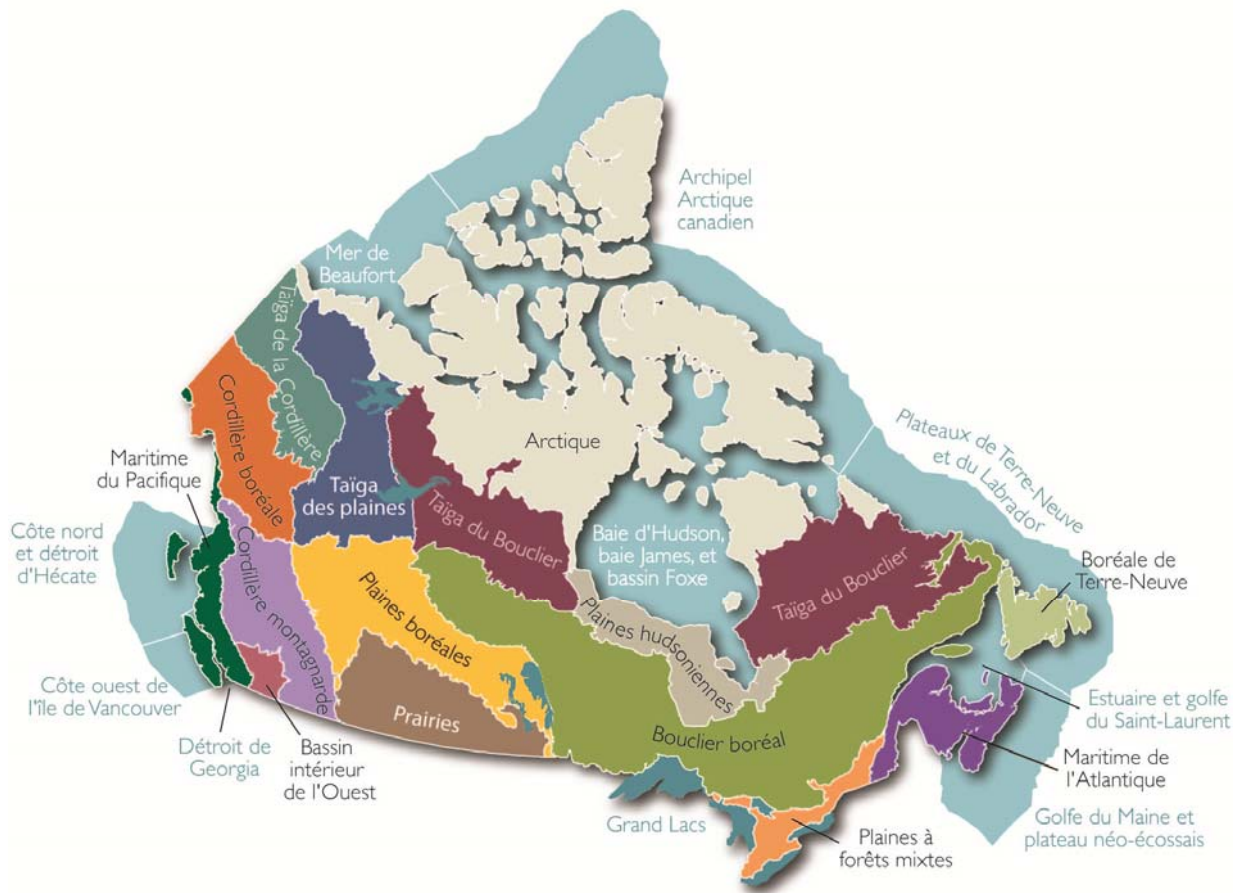 Archipel
Arctique
canadien
Mer de
Beaufort
Taïga de la Cordillère
Cordillère boréale
Arctique
Plateaux de Terre-Neuve
et du Labrador
Maritime
du Pacifique
Taïga
des plaines
Taïga du Bouclier
Baie d'Hudson,
baie James, et
bassin Foxe
Taïga du Bouclier
Boréale de
Terre-Neuve
Côte nord
et détroit
d'Hécate
Cordillère montagnarde
Plaines boréales
Plaines hudsoniennes
Côte ouest de
l'île de Vancouver
Prairies
Bouclier boréal
Estuaire et golfe
du Saint-Laurent
Détroit de
Georgia
Bassin
intérieur
de l'Ouest
Maritime de
l'Atlantique
Grand Lacs
Plaines à
forêts mixtes
Golfe du Maine et
plateau néo-écossais